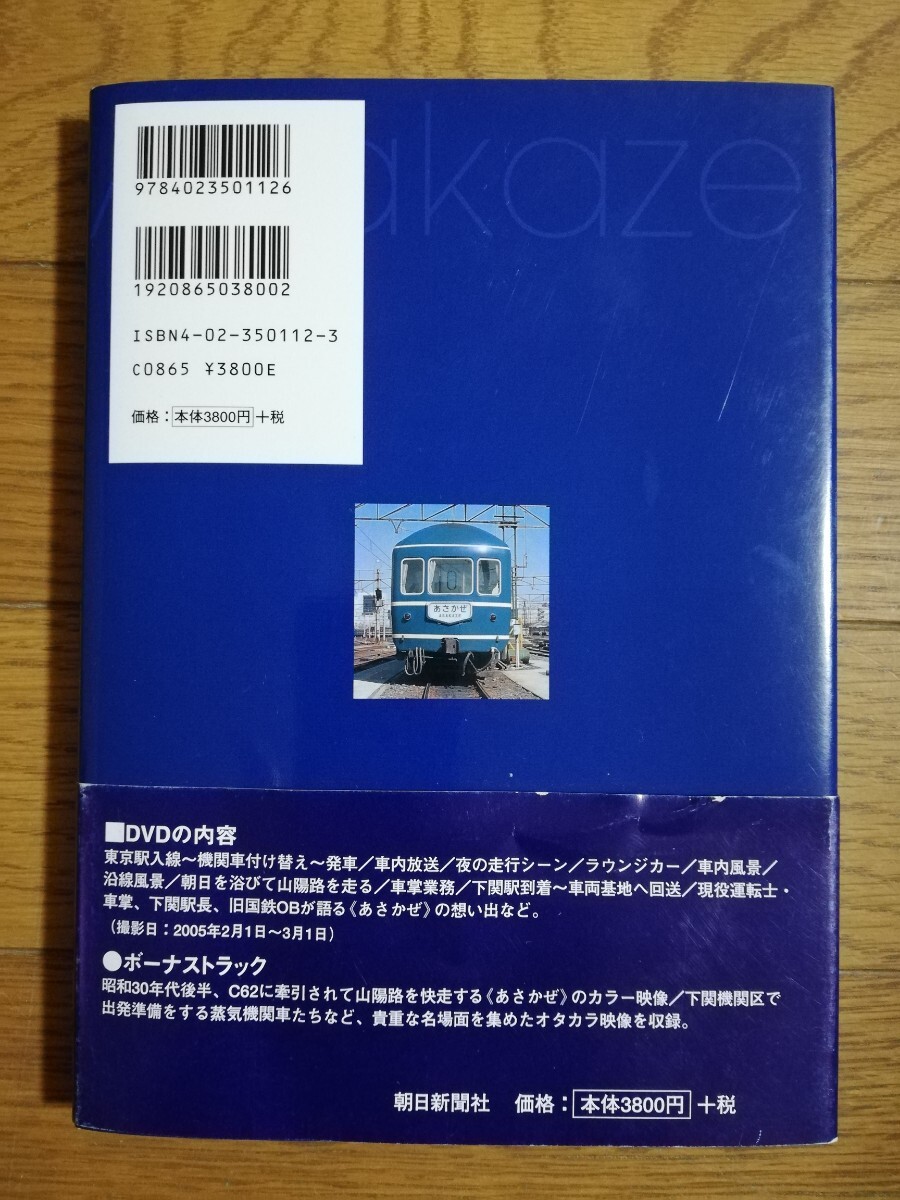 akaze
9784023501126
1920865038002
ISBN4-02-350112-3
C0865 ¥3800E
価格：本体3800円＋税
あさかぜ
■DVDの内容
東京駅入線～機関車付け替え～発車／車内放送／夜の走行シーン／ラウンジカー／車内風景／
沿線風景／朝日を浴びて山陽路を走る／車掌業務／下関駅到着～車両基地へ回送／現役運転士・
車掌、下関駅長、旧国鉄OBが語る《あさかぜ》の想い出など。
（撮影日：2005年2月1日～3月1日）
●ボーナストラック
昭和30年代後半、C62に牽引されて山陽路を快走する《あさかぜ》のカラー映像／下関機関区で
出発準備をする蒸気機関車たちなど、貴重な名場面を集めたオタカラ映像を収録。
朝日新聞社 価格：本体3800円＋税